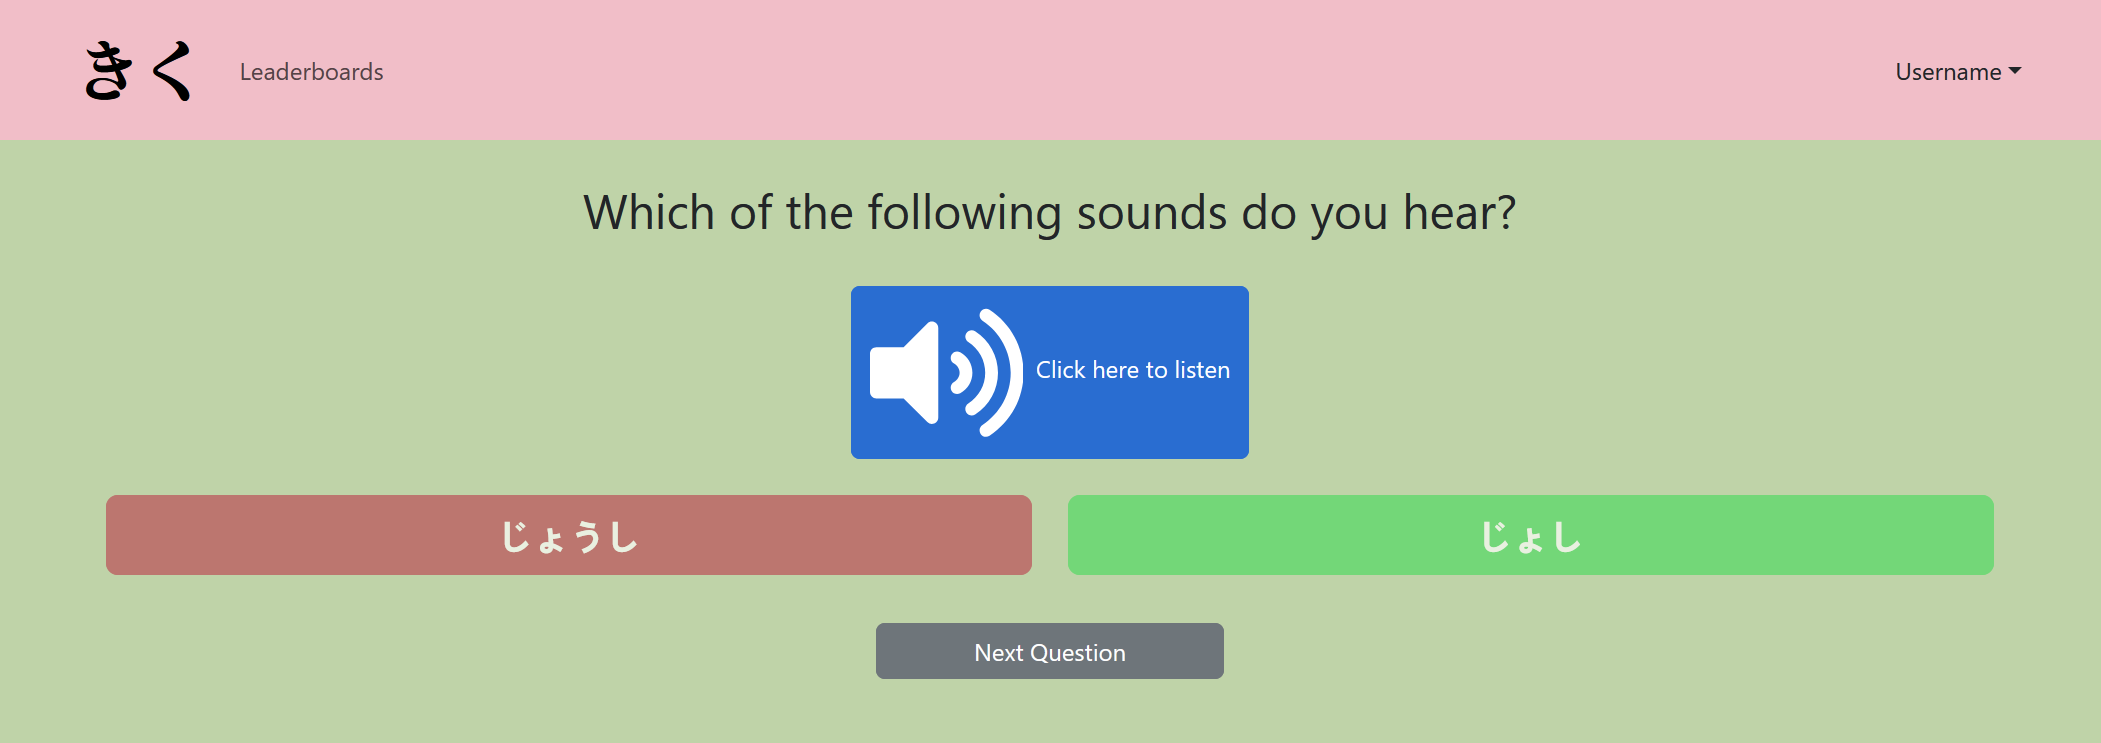 きく
Leaderboards
Username
Which of the following sounds do you hear?
Click here to listen
じょうし
じょし
Next Question